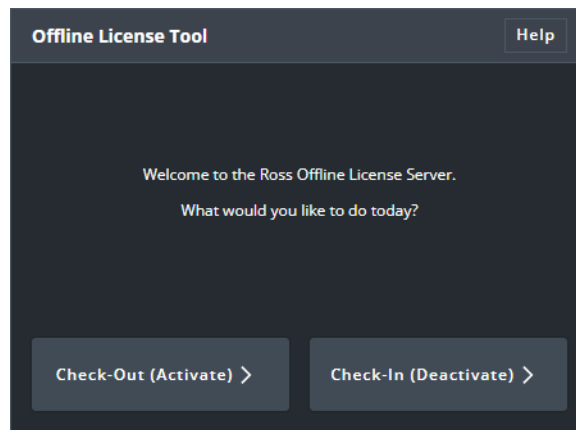 Offline License Tool
Help
Welcome to the Ross Offline License Server.
What would you like to do today?
Check-Out (Activate)
Check-In (Deactivate)